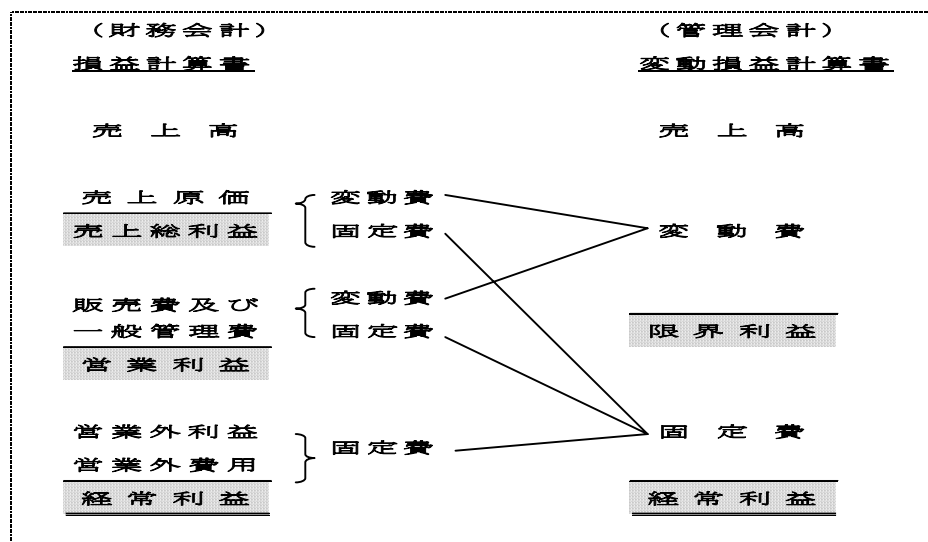 (財務会計)
損益計算書
売上高
売上原価
売上総利益
販売費及び
一般管理費
営業利益
営業外利益
営業外費用
経常利益
変動費
固定費
変動費
固定費
固定費
(管理会計)
変動損益計算書
売上高
変動費
限界利益
固定費
経常利益